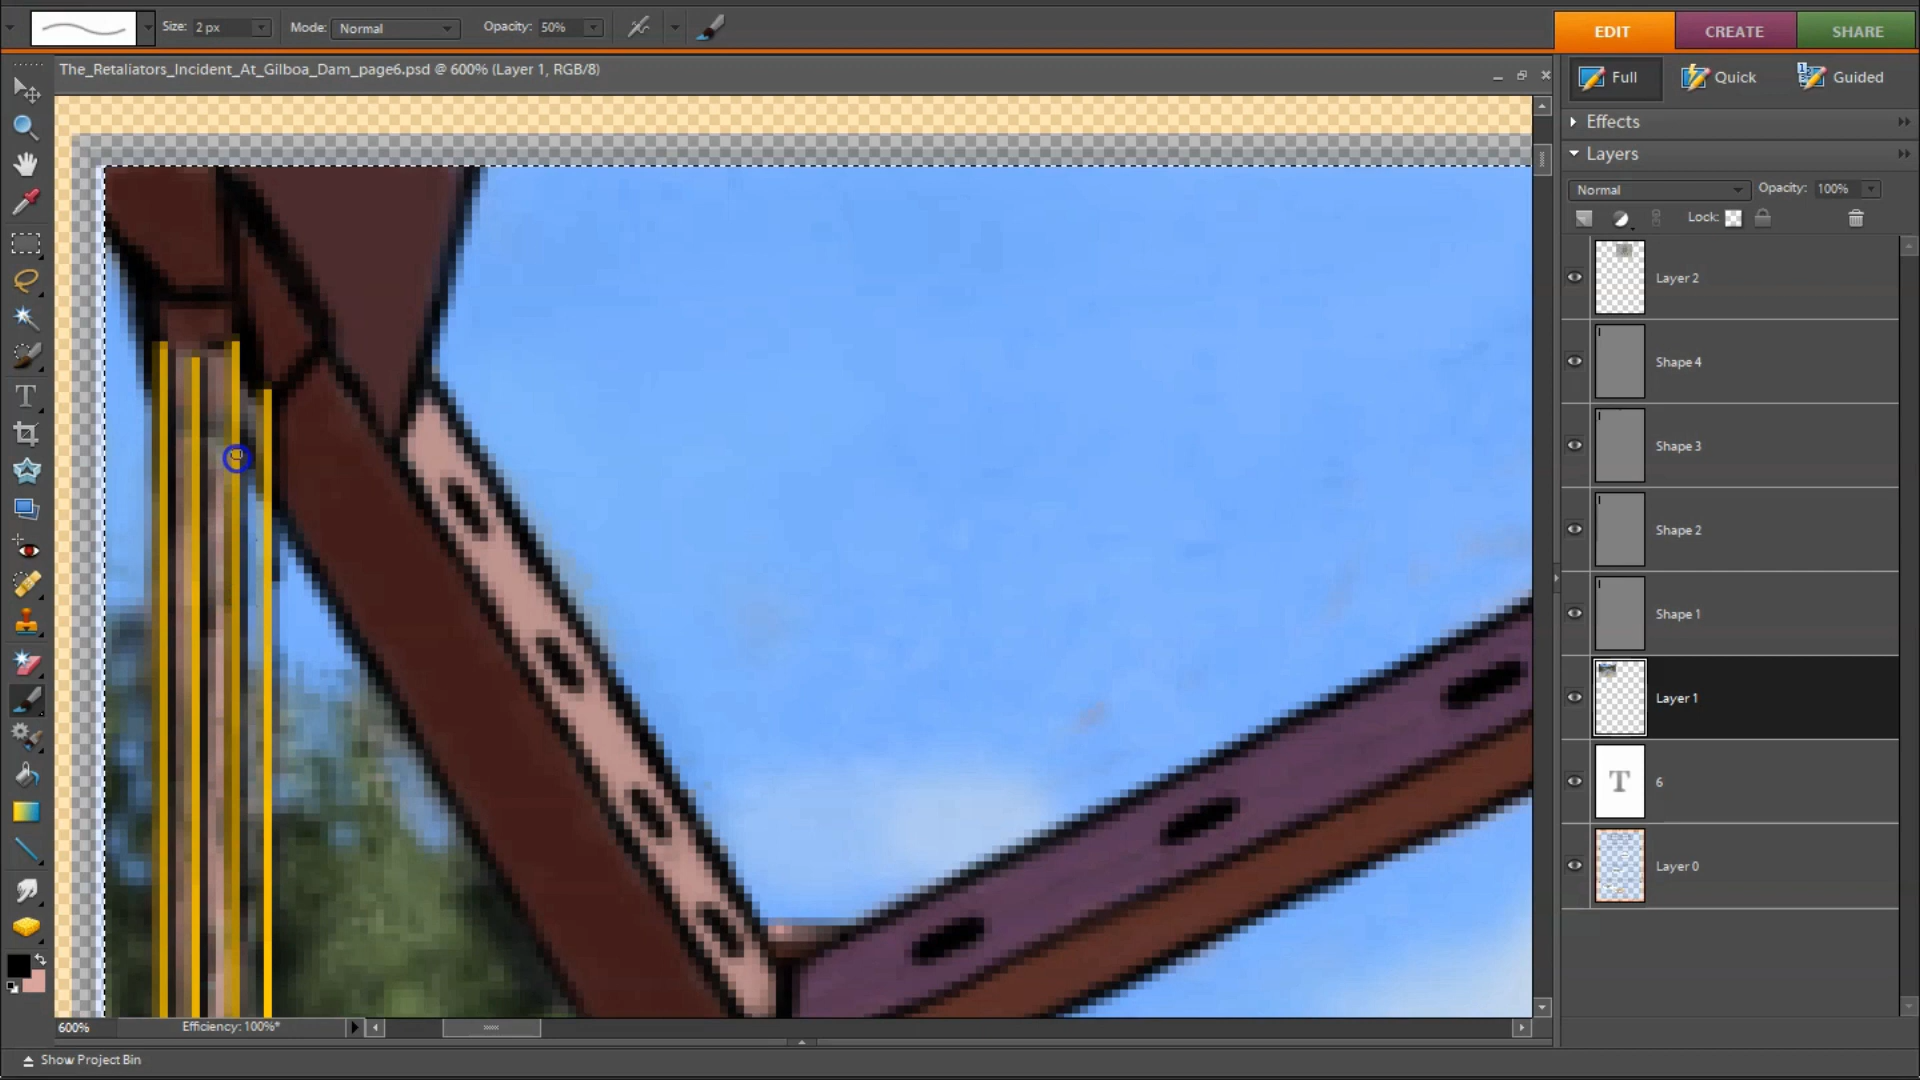 Size: 2 px Mode: Normal Opacity: 50%
EDIT CREATE SHARE
The_Retaliators_Incident_At_Gilboa_Dam_page6.psd @ 600% (Layer 1, RGB/8)
Full Quick Guided
Effects
Layers
Normal Opacity: 100%
Lock:
Layer 2
Shape 4
Shape 3
Shape 2
Shape 1
Layer 1
T 6
Layer 0
600% Efficiency: 100%*
Show Project Bin